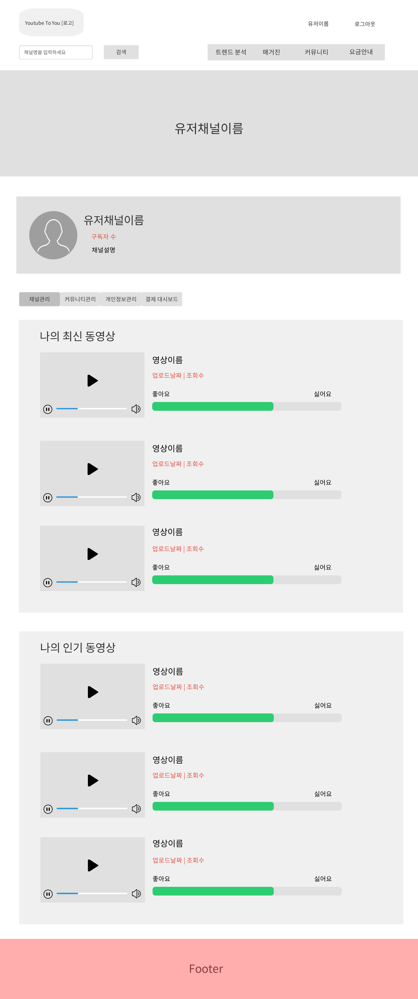 Youtube To You [로고]
유저이름
로그아웃
채널명을 입력하세요
검색
트렌드 분석
매거진
커뮤니티
요금안내
유저채널이름
유저채널이름
구독자 수
채널설명
채널관리
커뮤니티관리
개인정보관리
결제 대시보드
나의 최신 동영상
영상이름
업로드날짜 | 조회수
좋아요
싫어요
영상이름
업로드날짜 | 조회수
좋아요
싫어요
영상이름
업로드날짜 | 조회수
좋아요
싫어요
나의 인기 동영상
영상이름
업로드날짜 | 조회수
좋아요
싫어요
영상이름
업로드날짜 | 조회수
좋아요
싫어요
영상이름
업로드날짜 | 조회수
좋아요
싫어요
Footer